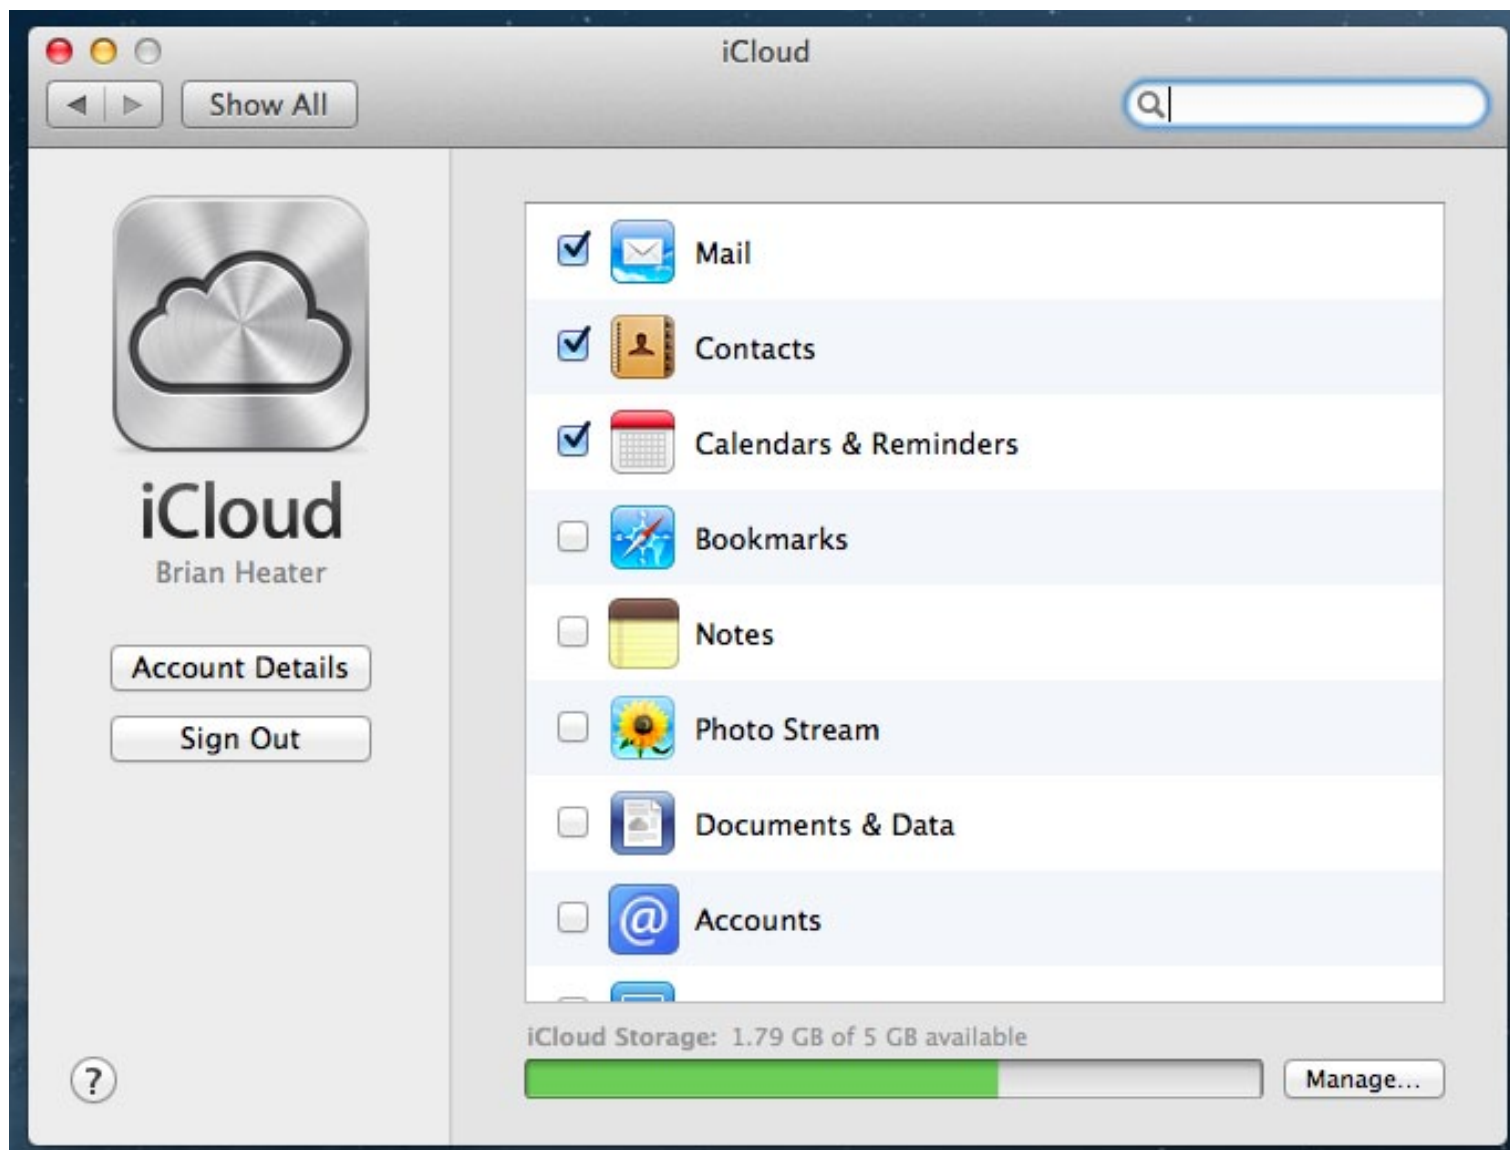 iCloud
Show All
iCloud
Brian Heater
Account Details
Sign Out
?
Mail
Contacts
Calendars & Reminders
Bookmarks
Notes
Photo Stream
Documents & Data
@ Accounts
iCloud Storage: 1.79 GB of 5 GB available
Manage...